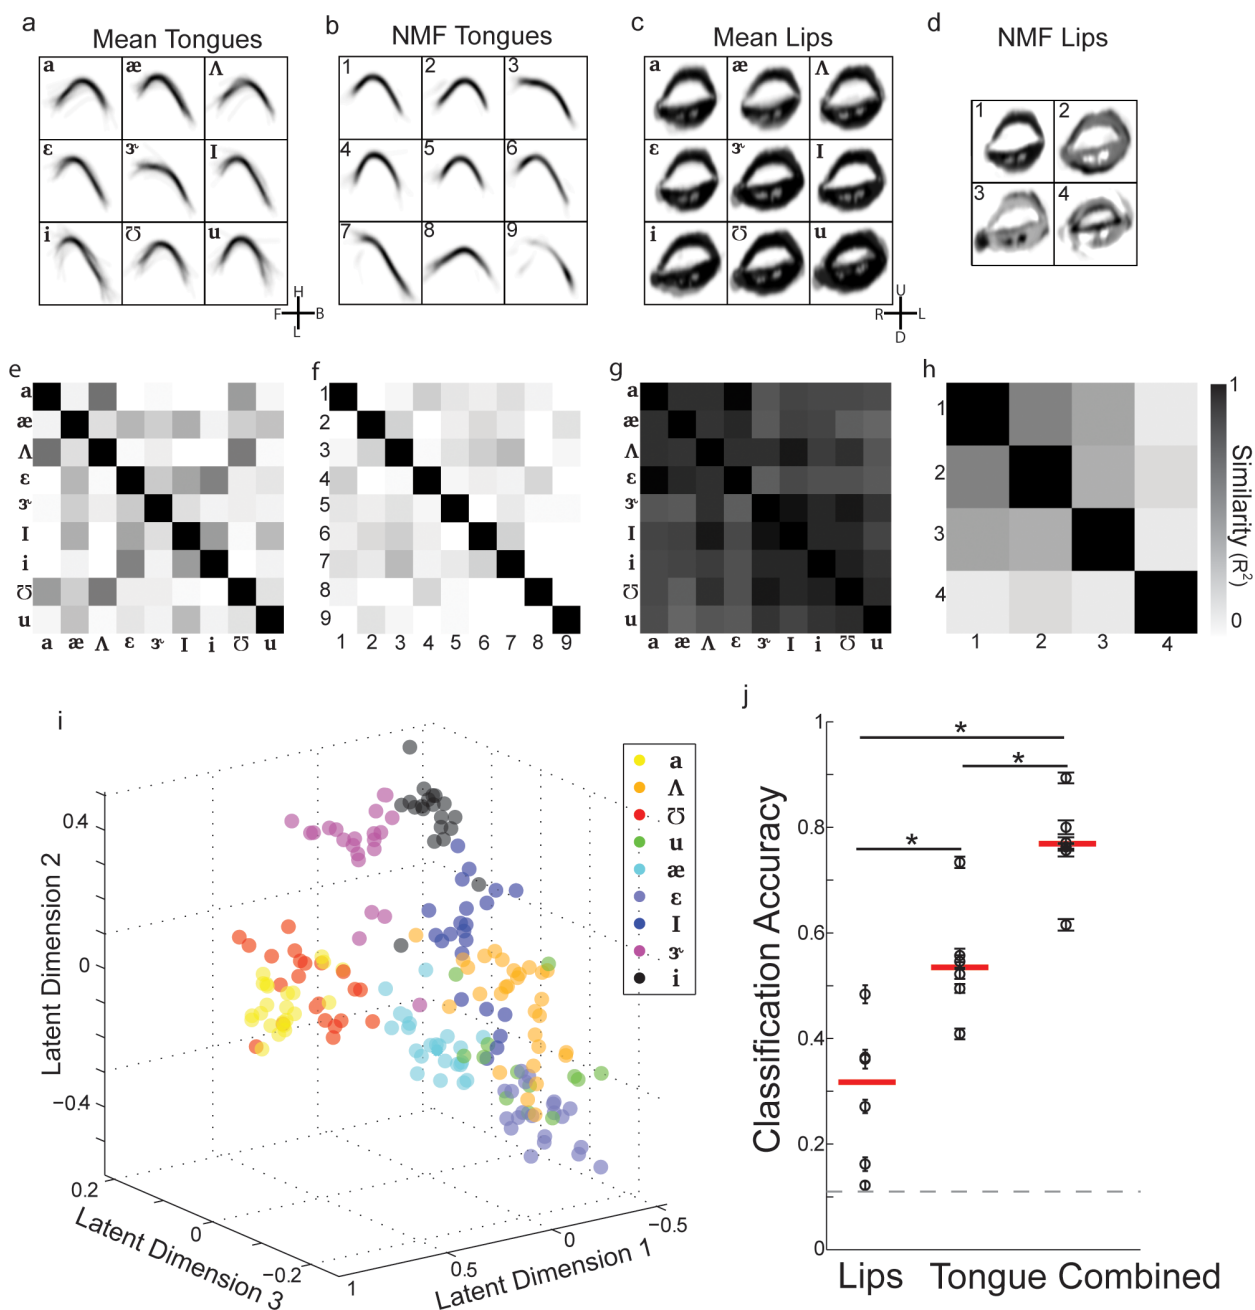 a
Mean Tongues
a æ Λ
ɛ ɝ I
i ʊ u
H
F B
L
b
NMF Tongues
1 2 3
4 5 6
7 8 9
c
Mean Lips
a æ Λ
ɛ ɝ I
i ʊ u
U
R L
D
d
NMF Lips
1 2
3 4
e
a
æ
Λ
ɛ
ɝ
I
i
ʊ
u
a æ Λ ɛ ɝ I i ʊ u
f
1
2
3
4
5
6
7
8
9
1 2 3 4 5 6 7 8 9
g
a
æ
Λ
ɛ
ɝ
I
i
ʊ
u
a æ Λ ɛ ɝ I i ʊ u
h
1
2
3
4
1 2 3 4
1
0
Similarity (R²)
i
Latent Dimension 2
0.4
0
−0.4
Latent Dimension 3
0.2
0
−0.2
Latent Dimension 1
1
0.5
0
−0.5
a
Λ
ʊ
u
æ
ɛ
I
ɝ
i
j
Classification Accuracy
1
0.8
0.6
0.4
0.2
0
*
*
*
Lips Tongue Combined